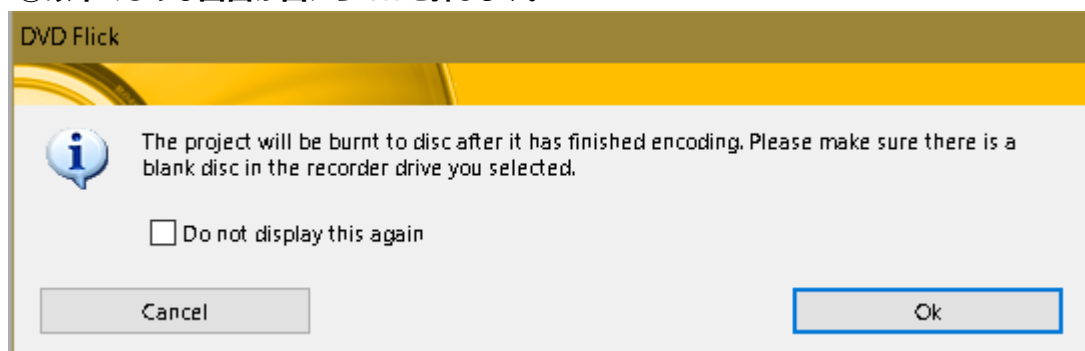 DVD Flick
The project will be burnt to disc after it has finished encoding. Please make sure there is a
blank disc in the recorder drive you selected.
Do not display this again
Cancel
Ok